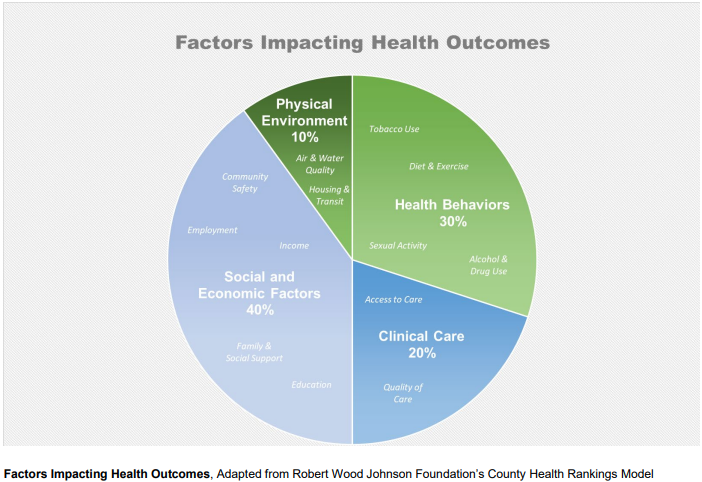 Factors Impacting Health Outcomes
Physical
Environment
10%
Air & Water
Quality
Housing &
Transit
Tobacco Use
Diet & Exercise
Health Behaviors
30%
Sexual Activity
Alcohol &
Drug Use
Access to Care
Clinical Care
20%
Quality of
Care
Community
Safety
Employment
Income
Social and
Economic Factors
40%
Family &
Social Support
Education
Factors Impacting Health Outcomes, Adapted from Robert Wood Johnson Foundation's County Health Rankings Model